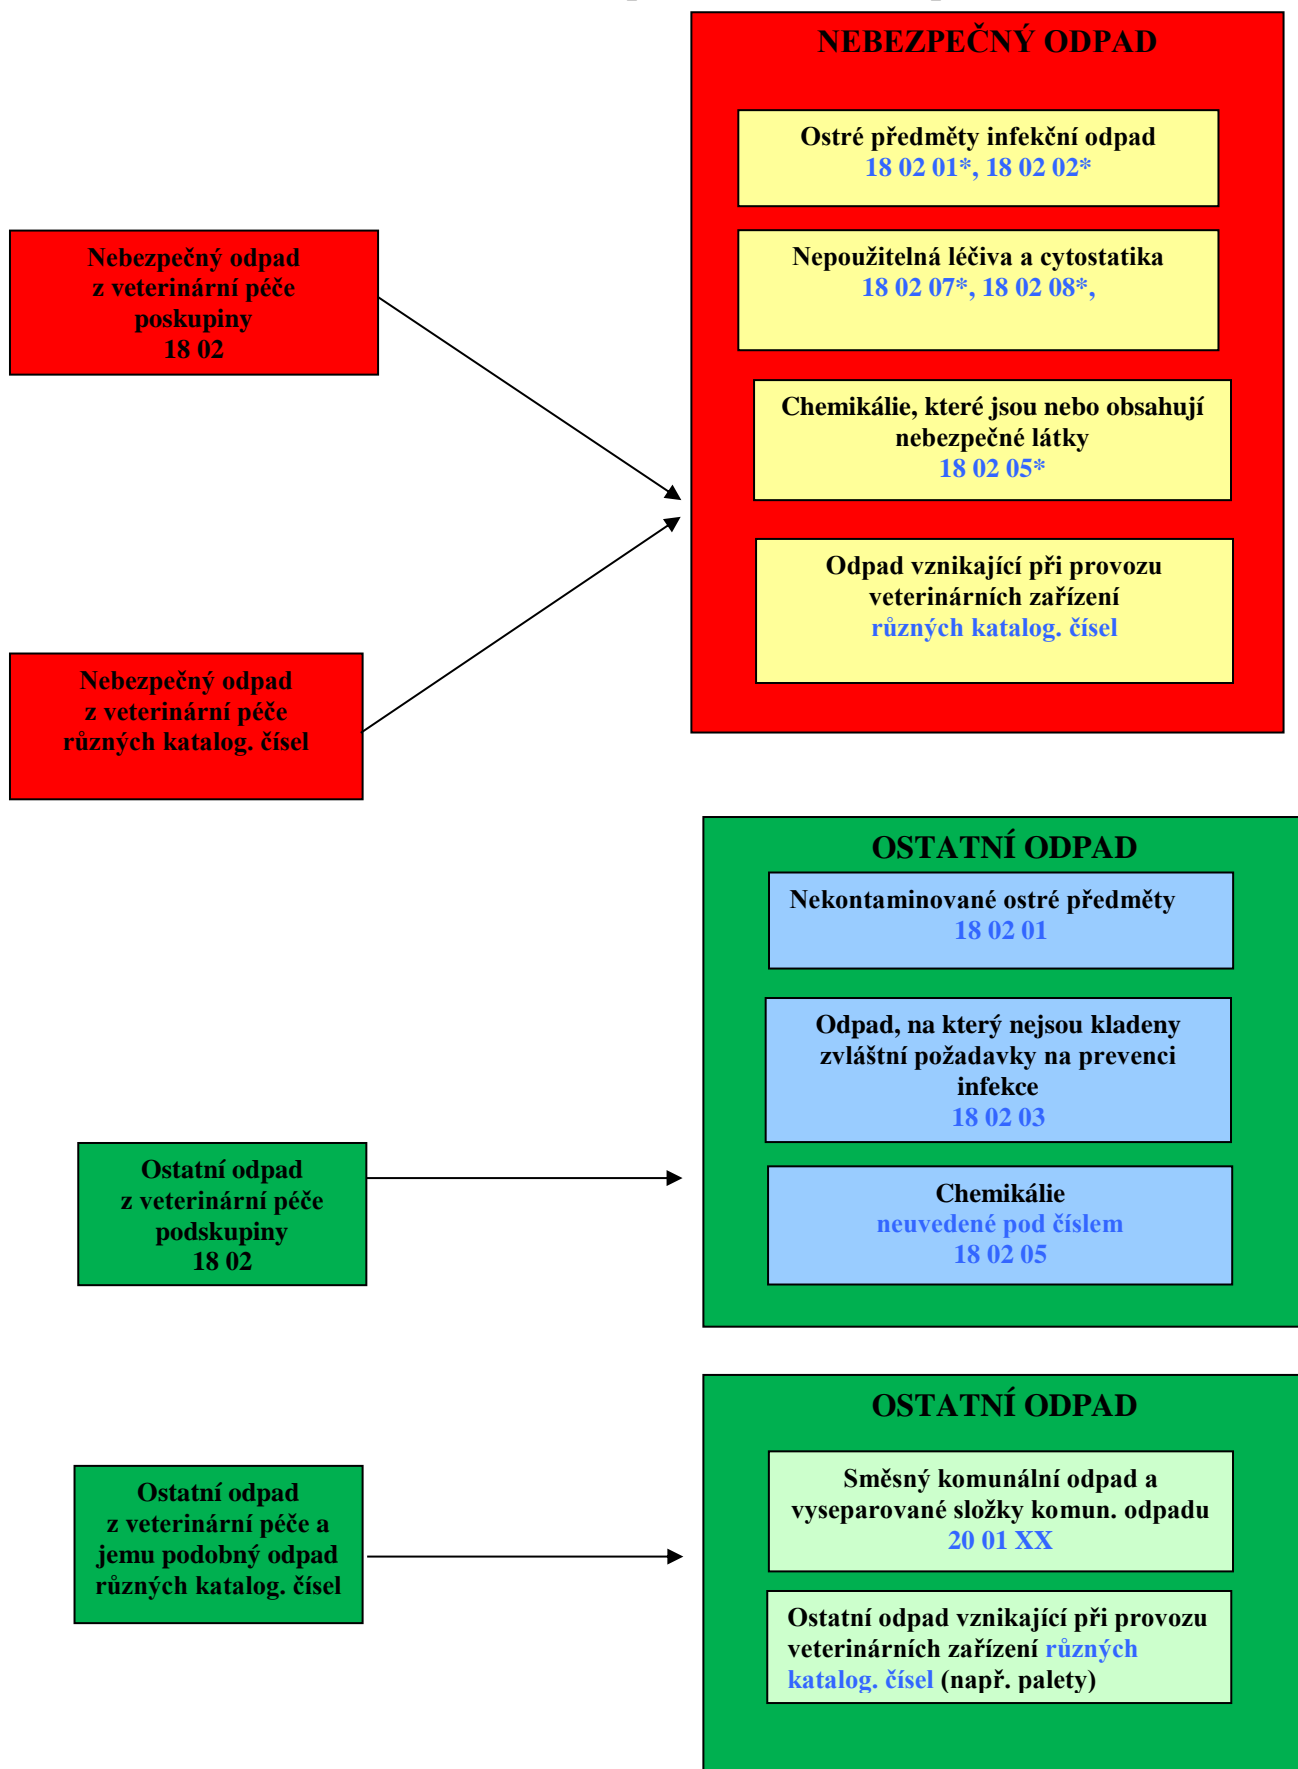 NEBEZPEČNÝ ODPAD
Ostré předměty infekční odpad
18 02 01*, 18 02 02*
Nepoužitelná léčiva a cytostatika
18 02 07*, 18 02 08*,
Chemikálie, které jsou nebo obsahují
nebezpečné látky
18 02 05*
Odpad vznikající při provozu
veterinárních zařízení
různých katalog. čísel
Nebezpečný odpad
z veterinární péče
poskupiny
18 02
Nebezpečný odpad
z veterinární péče
různých katalog. čísel
OSTATNÍ ODPAD
Nekontaminované ostré předměty
18 02 01
Odpad, na který nejsou kladeny
zvláštní požadavky na prevenci
infekce
18 02 03
Chemikálie
neuvedené pod číslem
18 02 05
Ostatní odpad
z veterinární péče
podskupiny
18 02
OSTATNÍ ODPAD
Směsný komunální odpad a
vyseparované složky komun. odpadu
20 01 XX
Ostatní odpad vznikající při provozu
veterinárních zařízení různých
katalog. čísel (např. palety)
Ostatní odpad
z veterinární péče a
jemu podobný odpad
různých katalog. čísel